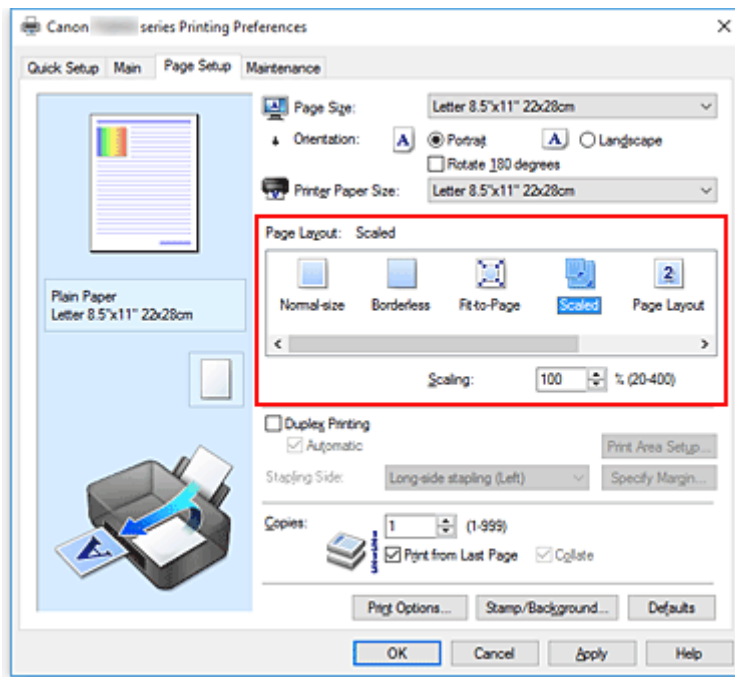 Canon series Printing Preferences
Quick Setup Main Page Setup Maintenance
Page Size: Letter 8.5"x11" 22x28cm
Orientation: A Portrait A Landscape
Rotate 180 degrees
Printer Paper Size: Letter 8.5"x11" 22x28cm
Page Layout: Scaled
2
Normal-size Borderless Fit-to-Page Scaled Page Layout
Scaling: 100 % (20-400)
Plain Paper
Letter 8.5"x11" 22x28cm
Duplex Printing
Automatic
Print Area Setup...
Stapling Side: Long-side stapling (Left) Specify Margin...
Copies: 1 (1-999)
Print from Last Page Collate
A
Print Options... Stamp/Background... Defaults
OK Cancel Apply Help